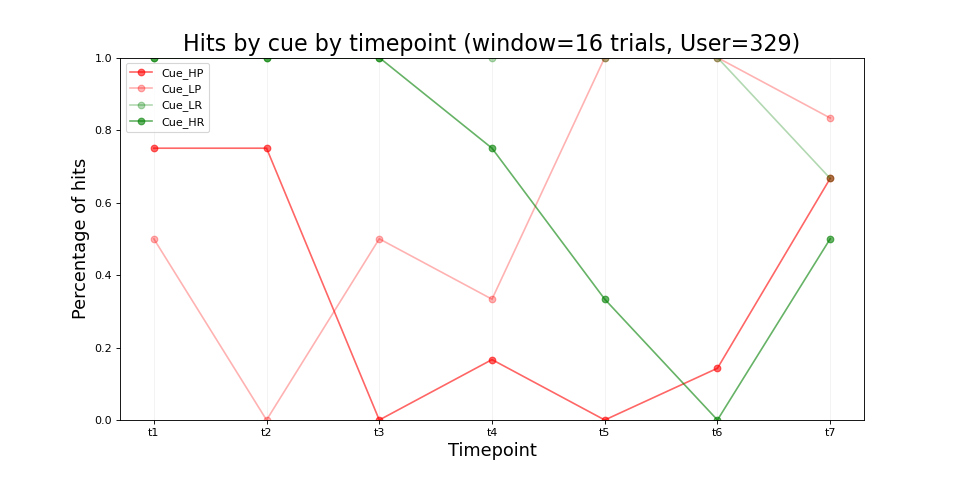 Hits by cue by timepoint (window=16 trials, User=329)
Percentage of hits
1.0
0.8
0.6
0.4
0.2
0.0
Cue_HP
Cue_LP
Cue_LR
Cue_HR
t1 t2 t3 t4 t5 t6 t7
Timepoint